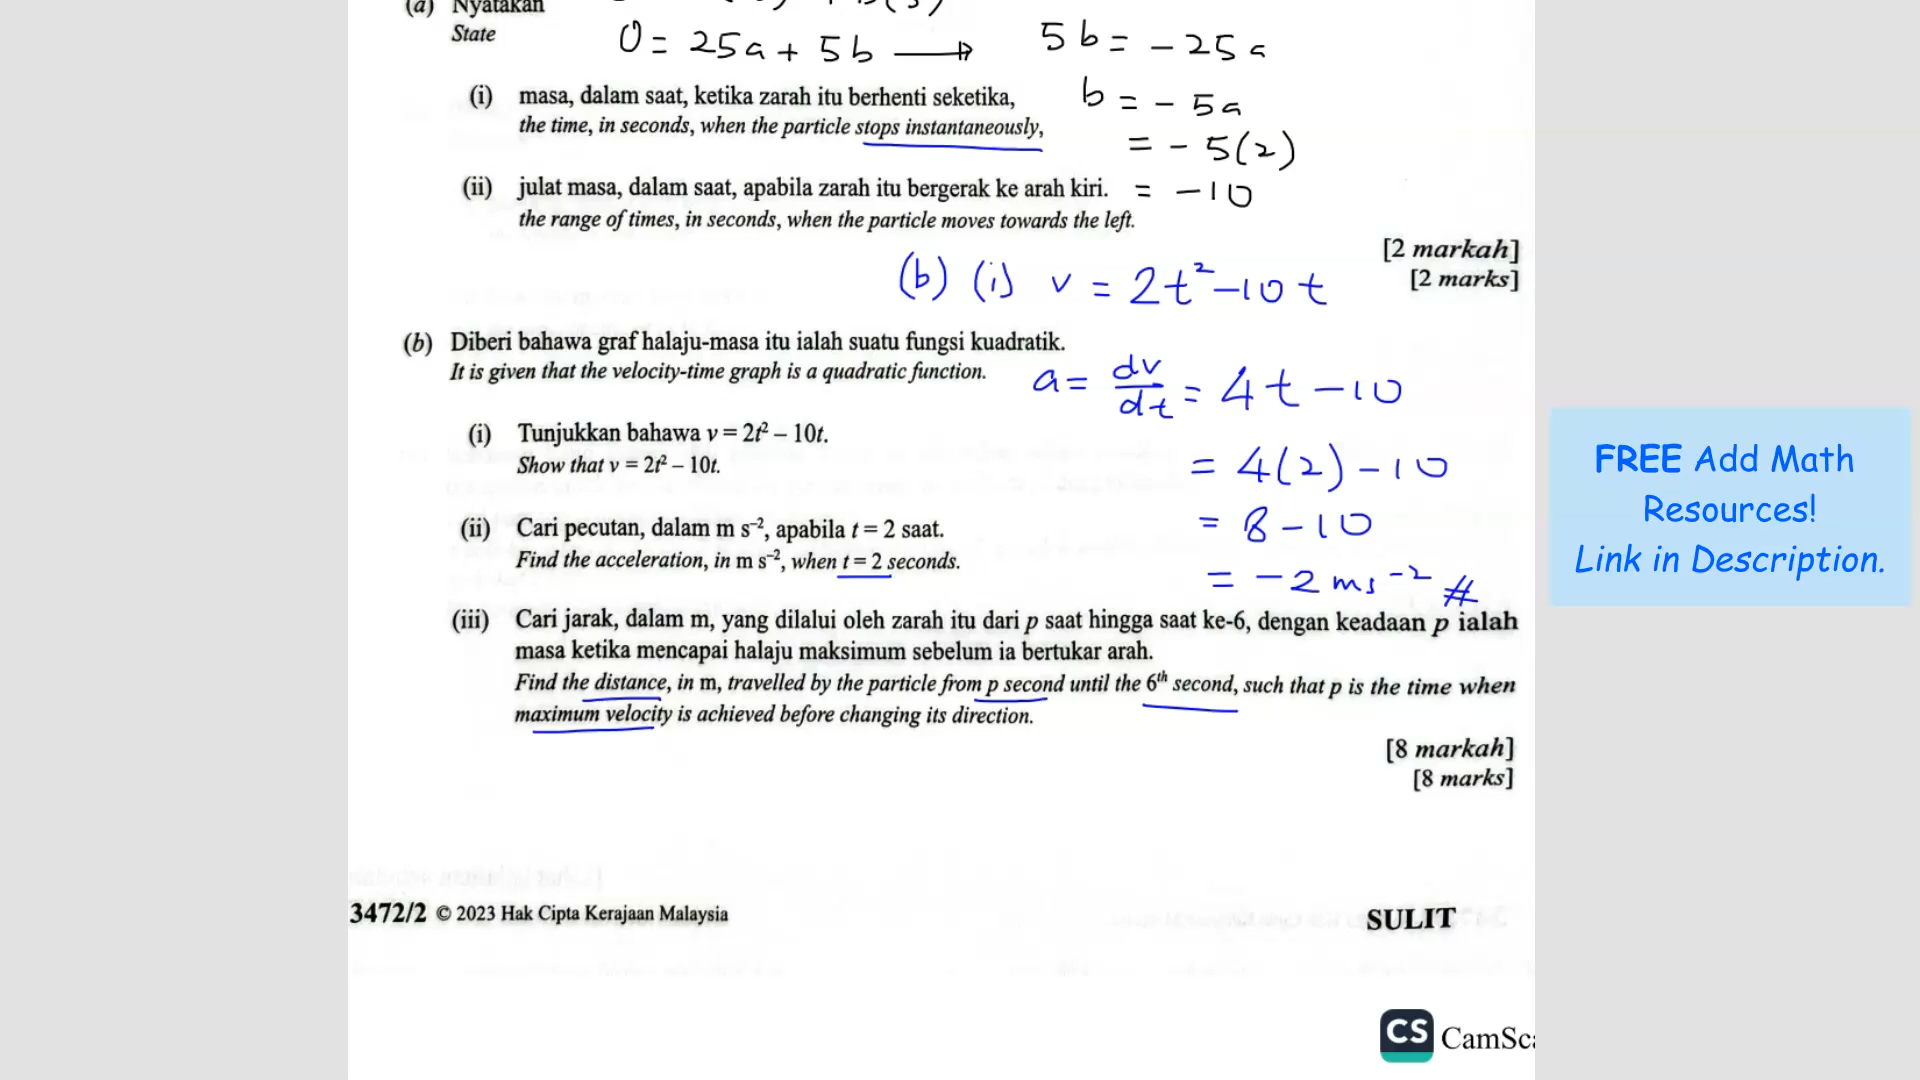 (a) Nyatakan
State
0 = 25a + 5b ⟶ 5b = -25a
(i) masa, dalam saat, ketika zarah itu berhenti seketika,
the time, in seconds, when the particle stops instantaneously,
b = -5a
= -5(2)
= -10
(ii) julat masa, dalam saat, apabila zarah itu bergerak ke arah kiri.
the range of times, in seconds, when the particle moves towards the left.
[2 markah]
[2 marks]
(b) (i) v = 2t² - 10t
(b) Diberi bahawa graf halaju-masa itu ialah suatu fungsi kuadratik.
It is given that the velocity-time graph is a quadratic function.
a = dv/dt = 4t - 10
= 4(2) - 10
= 8 - 10
= -2 ms⁻² #
(i) Tunjukkan bahawa v = 2t² – 10t.
Show that v = 2t² – 10t.
(ii) Cari pecutan, dalam m s⁻², apabila t = 2 saat.
Find the acceleration, in m s⁻², when t = 2 seconds.
(iii) Cari jarak, dalam m, yang dilalui oleh zarah itu dari p saat hingga saat ke-6, dengan keadaan p ialah
masa ketika mencapai halaju maksimum sebelum ia bertukar arah.
Find the distance, in m, travelled by the particle from p second until the 6th second, such that p is the time when
maximum velocity is achieved before changing its direction.
[8 markah]
[8 marks]
3472/2 © 2023 Hak Cipta Kerajaan Malaysia
SULIT
CS CamSc
FREE Add Math
Resources!
Link in Description.